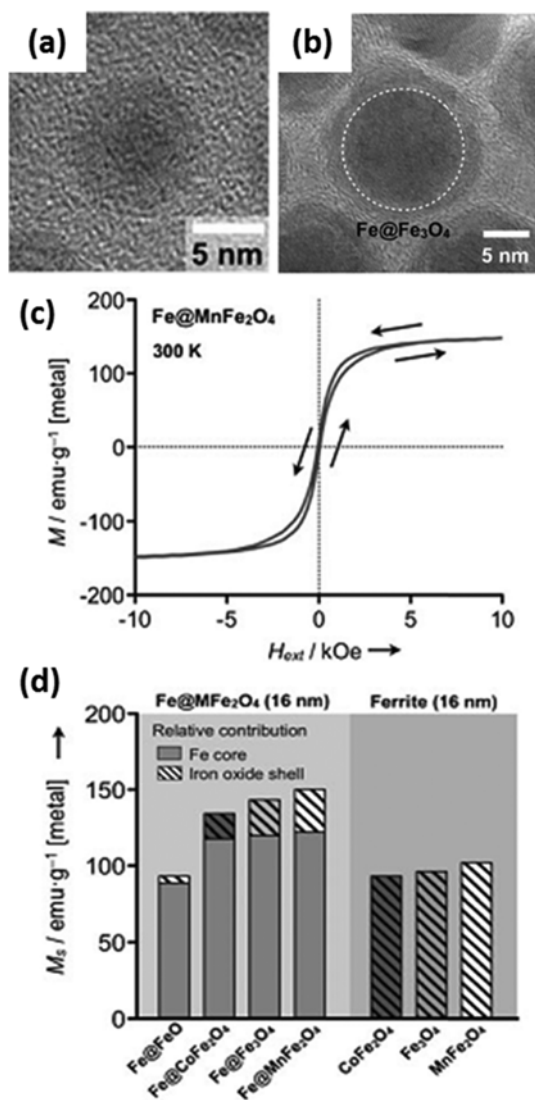 (a)
(b)
5 nm
Fe@Fe₃O₄
5 nm
(c)
200
100
0
-100
-200
M / emu·g⁻¹ [metal]
Fe@MnFe₂O₄
300 K
-10 -5 0 5 10
H_ext / kOe
(d)
Fe@MFe₂O₄ (16 nm) Ferrite (16 nm)
200
150
100
50
0
Mₛ / emu·g⁻¹ [metal]
Relative contribution
Fe core
Iron oxide shell
Fe@FeO
Fe@CoFe₂O₄
Fe@Fe₃O₄
Fe@MnFe₂O₄
CoFe₂O₄
Fe₃O₄
MnFe₂O₄